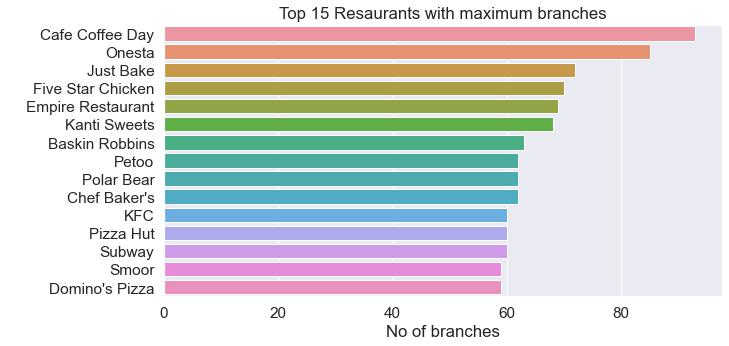 Top 15 Resaurants with maximum branches
Cafe Coffee Day
Onesta
Just Bake
Five Star Chicken
Empire Restaurant
Kanti Sweets
Baskin Robbins
Petoo
Polar Bear
Chef Baker's
KFC
Pizza Hut
Subway
Smoor
Domino's Pizza
0 20 40 60 80
No of branches